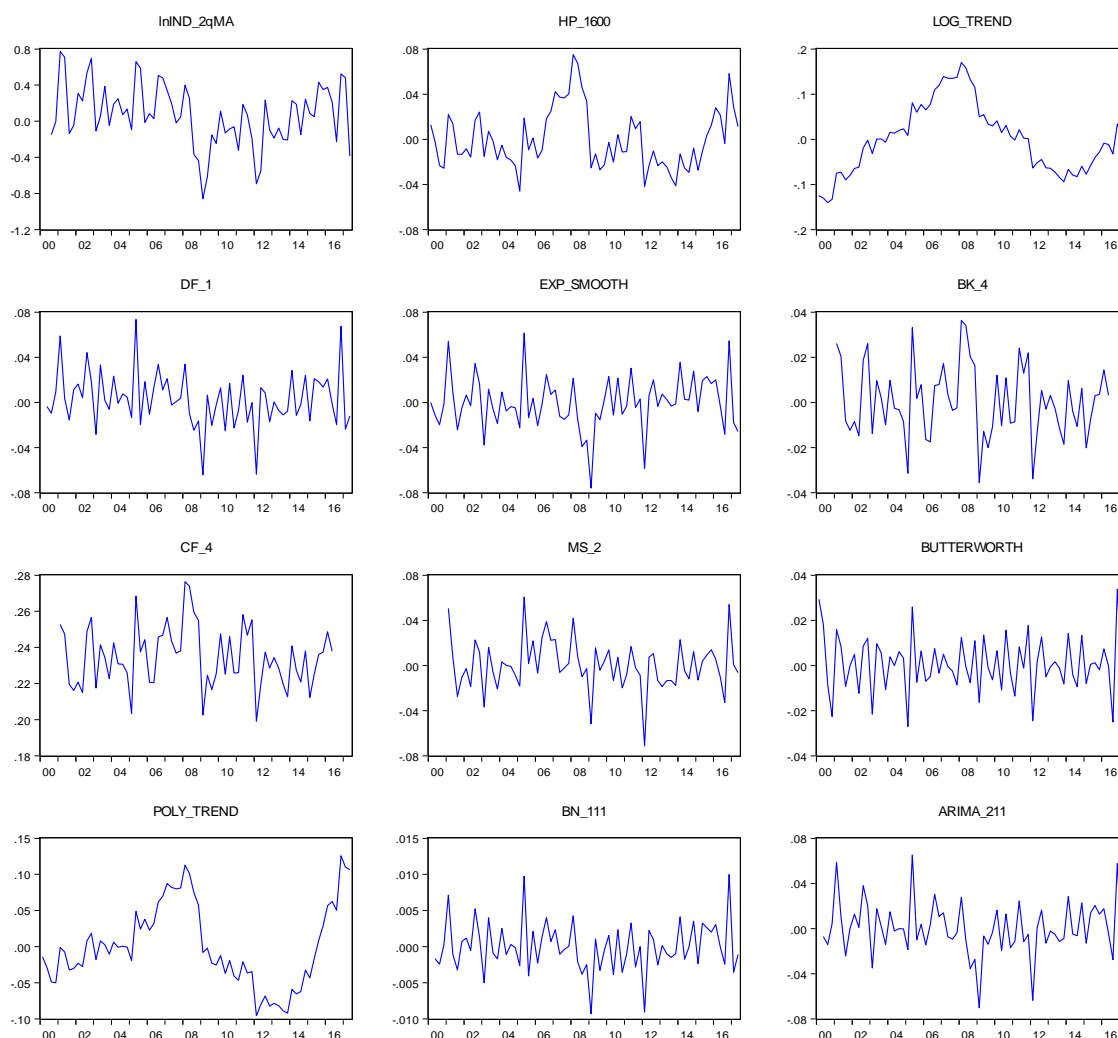 lnIND_2qMA
0.8
0.4
0.0
-0.4
-0.8
-1.2
00 02 04 06 08 10 12 14 16
HP_1600
.08
.04
.00
-.04
-.08
00 02 04 06 08 10 12 14 16
LOG_TREND
.2
.1
.0
-.1
-.2
00 02 04 06 08 10 12 14 16
DF_1
.08
.04
.00
-.04
-.08
00 02 04 06 08 10 12 14 16
EXP_SMOOTH
.08
.04
.00
-.04
-.08
00 02 04 06 08 10 12 14 16
BK_4
.04
.02
.00
-.02
-.04
00 02 04 06 08 10 12 14 16
CF_4
.28
.26
.24
.22
.20
.18
00 02 04 06 08 10 12 14 16
MS_2
.08
.04
.00
-.04
-.08
00 02 04 06 08 10 12 14 16
BUTTERWORTH
.04
.02
.00
-.02
-.04
00 02 04 06 08 10 12 14 16
POLY_TREND
.15
.10
.05
.00
-.05
-.10
00 02 04 06 08 10 12 14 16
BN_111
.015
.010
.005
.000
-.005
-.010
00 02 04 06 08 10 12 14 16
ARIMA_211
.08
.04
.00
-.04
-.08
00 02 04 06 08 10 12 14 16